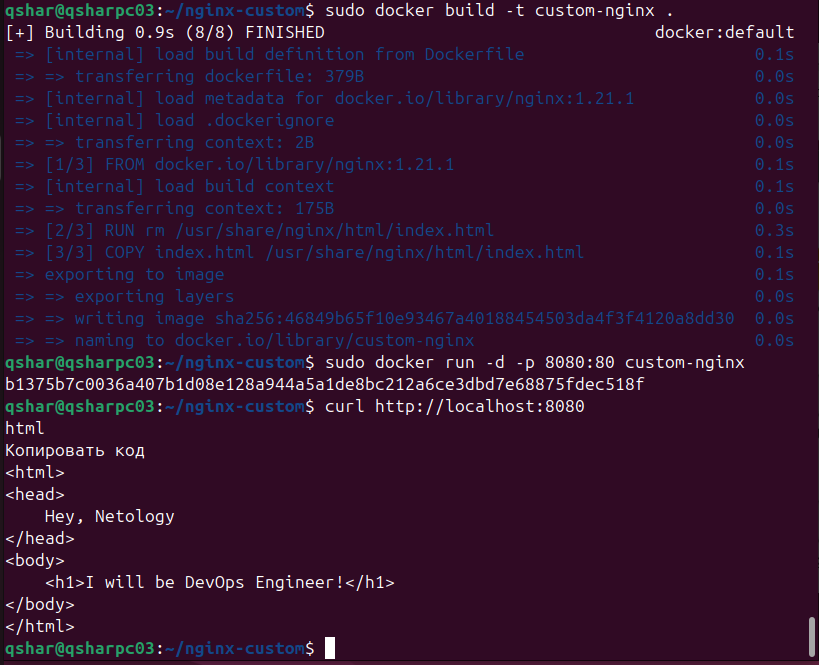 qshar@qsharpc03:~/nginx-custom$ sudo docker build -t custom-nginx .
[+] Building 0.9s (8/8) FINISHED docker:default
=> [internal] load build definition from Dockerfile 0.1s
=> => transferring dockerfile: 379B 0.0s
=> [internal] load metadata for docker.io/library/nginx:1.21.1 0.0s
=> [internal] load .dockerignore 0.0s
=> => transferring context: 2B 0.0s
=> [1/3] FROM docker.io/library/nginx:1.21.1 0.1s
=> [internal] load build context 0.1s
=> => transferring context: 175B 0.0s
=> [2/3] RUN rm /usr/share/nginx/html/index.html 0.3s
=> [3/3] COPY index.html /usr/share/nginx/html/index.html 0.1s
=> exporting to image 0.1s
=> => exporting layers 0.0s
=> => writing image sha256:46849b65f10e93467a40188454503da4f3f4120a8dd30 0.0s
=> => naming to docker.io/library/custom-nginx 0.0s
qshar@qsharpc03:~/nginx-custom$ sudo docker run -d -p 8080:80 custom-nginx
b1375b7c0036a407b1d08e128a944a5a1de8bc212a6ce3dbd7e68875fdec518f
qshar@qsharpc03:~/nginx-custom$ curl http://localhost:8080
html
Копировать код
<html>
<head>
    Hey, Netology
</head>
<body>
    <h1>I will be DevOps Engineer!</h1>
</body>
</html>
qshar@qsharpc03:~/nginx-custom$